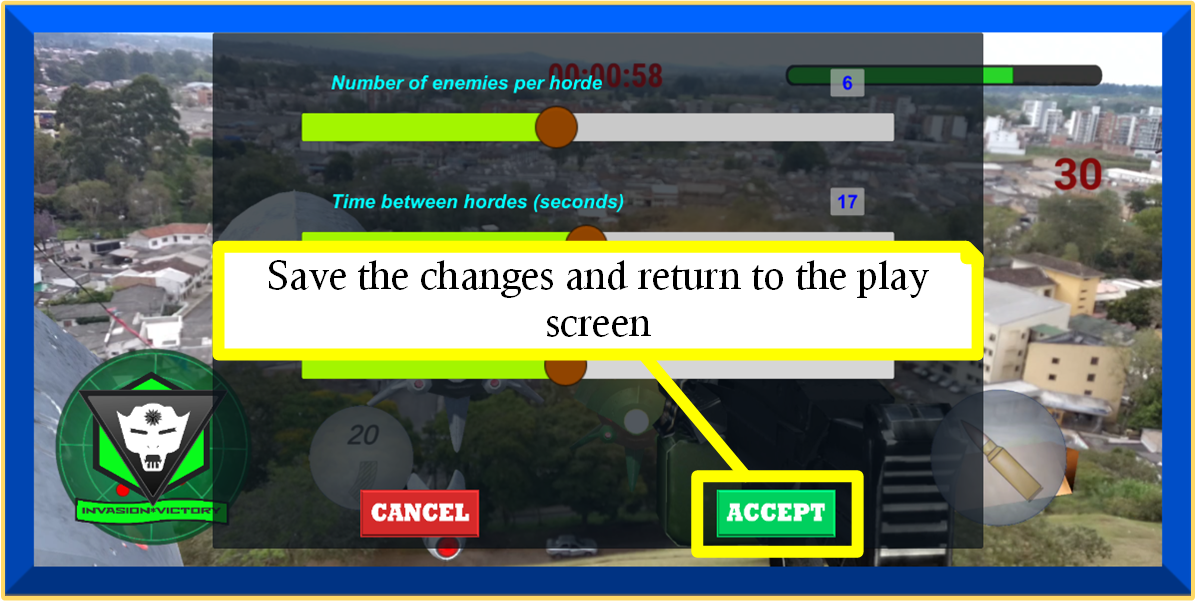 00:00:58
Number of enemies per horde
6
30
Time between hordes (seconds)
17
Save the changes and return to the play
screen
20
INVASION VICTORY
CANCEL
ACCEPT